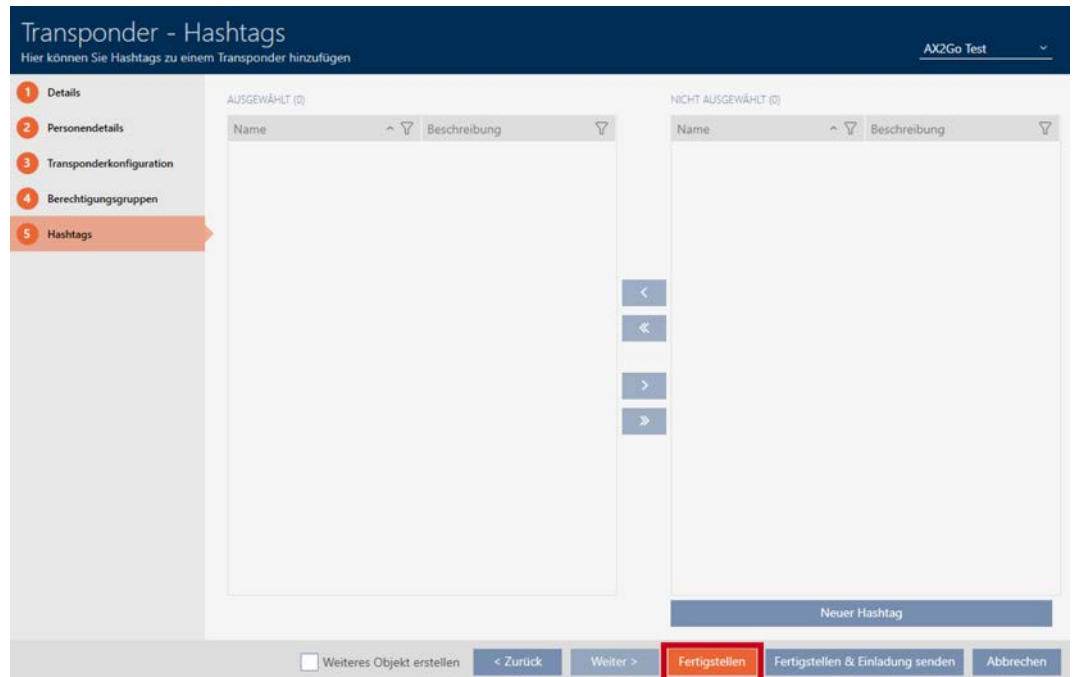 Transponder - Hashtags
Hier können Sie Hashtags zu einem Transponder hinzufügen
AX2Go Test
1 Details
2 Personendetails
3 Transponderkonfiguration
4 Berechtigungsgruppen
5 Hashtags
AUSGEWÄHLT (0)
Name Beschreibung
NICHT AUSGEWÄHLT (0)
Name Beschreibung
<
«
>
»
Neuer Hashtag
Weiteres Objekt erstellen < Zurück Weiter > Fertigstellen Fertigstellen & Einladung senden Abbrechen